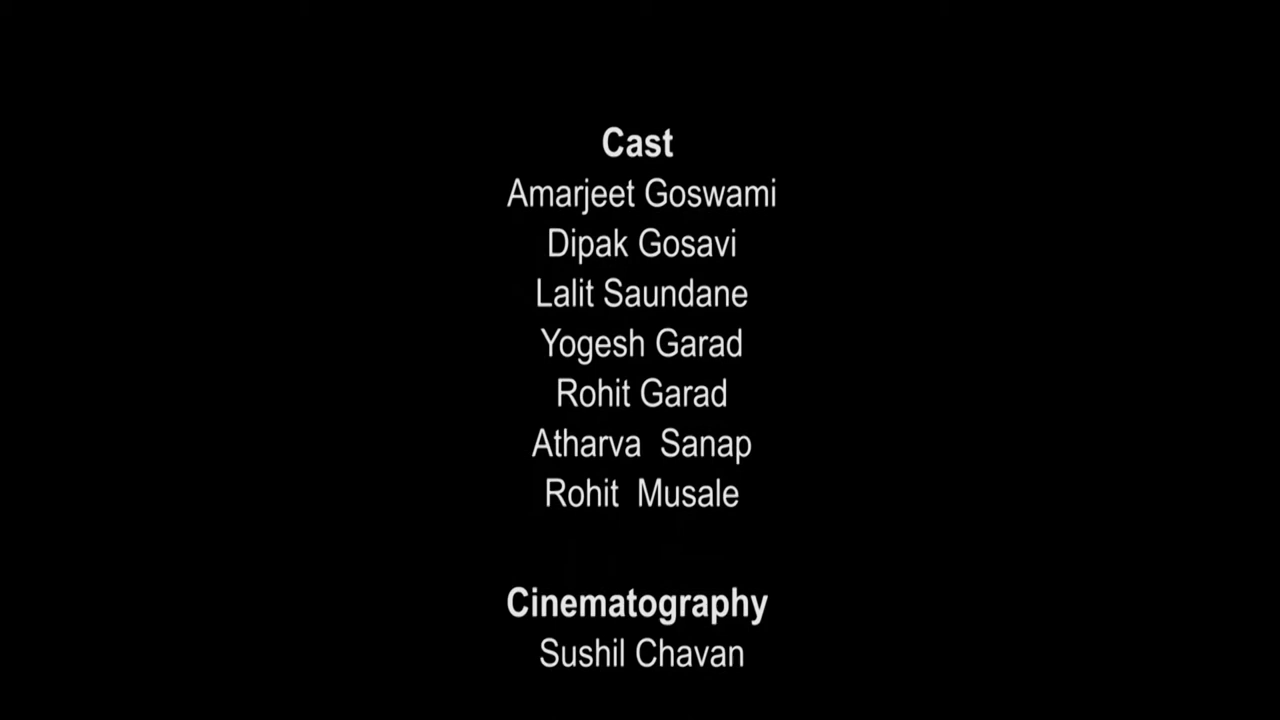 Cast
Amarjeet Goswami
Dipak Gosavi
Lalit Saundane
Yogesh Garad
Rohit Garad
Atharva  Sanap
Rohit  Musale
Cinematography
Sushil Chavan